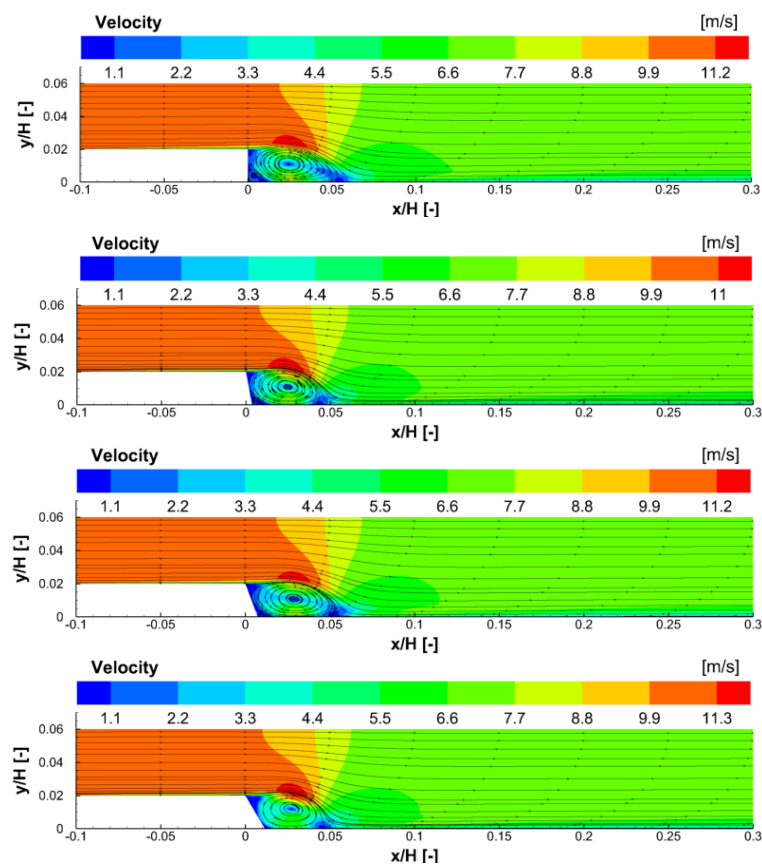 Velocity [m/s]
1.1 2.2 3.3 4.4 5.5 6.6 7.7 8.8 9.9 11.2
y/H [-]
0.06
0.04
0.02
0
-0.1 -0.05 0 0.05 0.1 0.15 0.2 0.25 0.3
x/H [-]
Velocity [m/s]
1.1 2.2 3.3 4.4 5.5 6.6 7.7 8.8 9.9 11
y/H [-]
0.06
0.04
0.02
0
-0.1 -0.05 0 0.05 0.1 0.15 0.2 0.25 0.3
x/H [-]
Velocity [m/s]
1.1 2.2 3.3 4.4 5.5 6.6 7.7 8.8 9.9 11.2
y/H [-]
0.06
0.04
0.02
0
-0.1 -0.05 0 0.05 0.1 0.15 0.2 0.25 0.3
x/H [-]
Velocity [m/s]
1.1 2.2 3.3 4.4 5.5 6.6 7.7 8.8 9.9 11.3
y/H [-]
0.06
0.04
0.02
0
-0.1 -0.05 0 0.05 0.1 0.15 0.2 0.25 0.3
x/H [-]